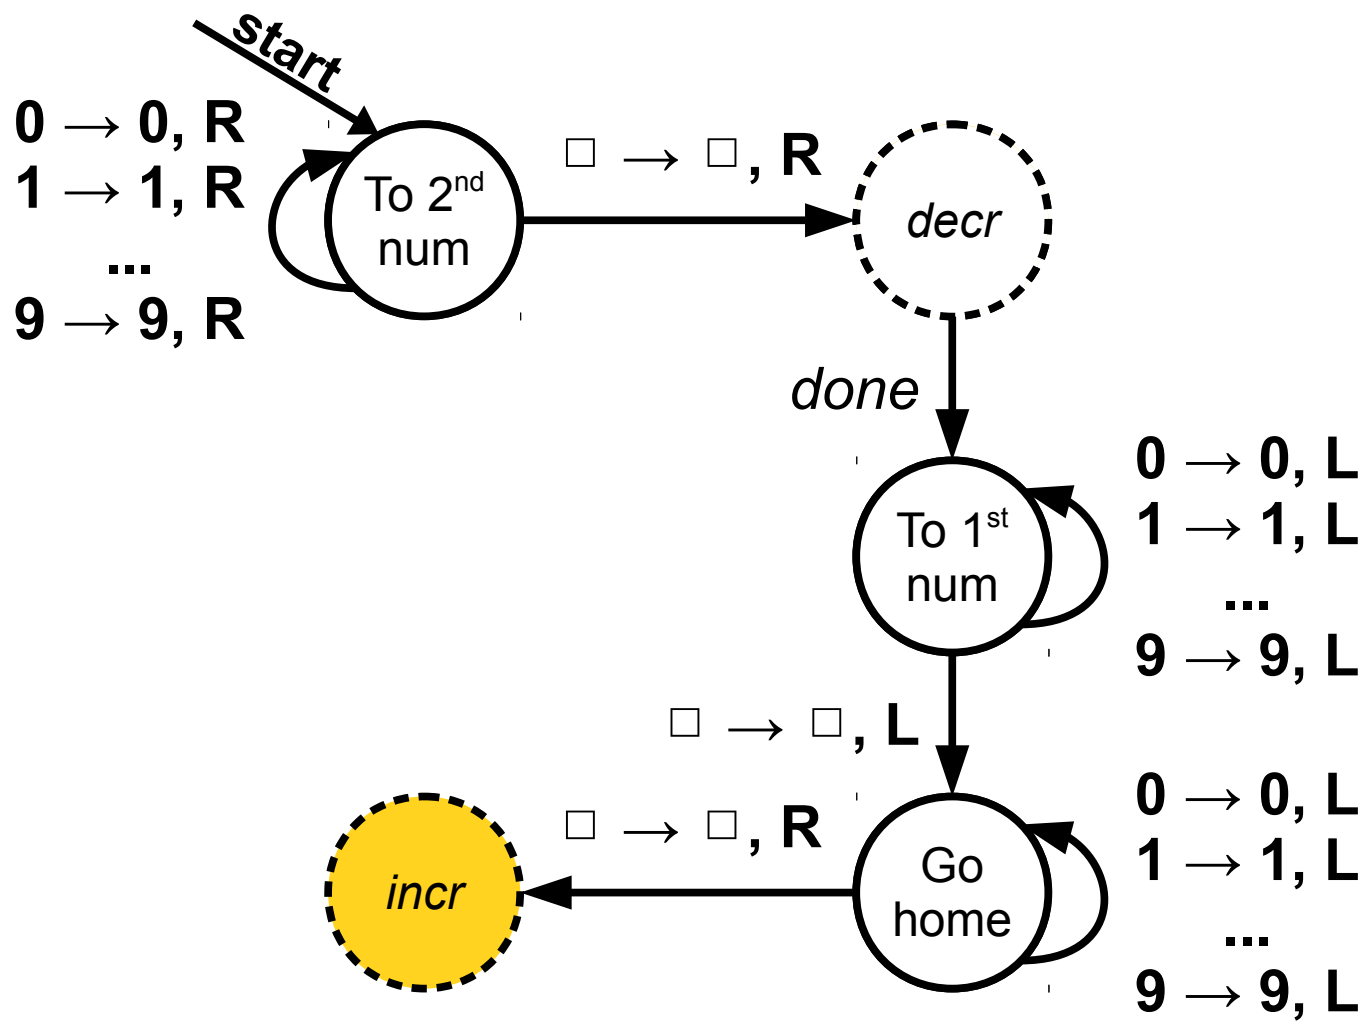 start
0 → 0, R
1 → 1, R
...
9 → 9, R
To 2nd
num
□ → □, R
decr
done
To 1st
num
0 → 0, L
1 → 1, L
...
9 → 9, L
□ → □, L
Go
home
0 → 0, L
1 → 1, L
...
9 → 9, L
□ → □, R
incr